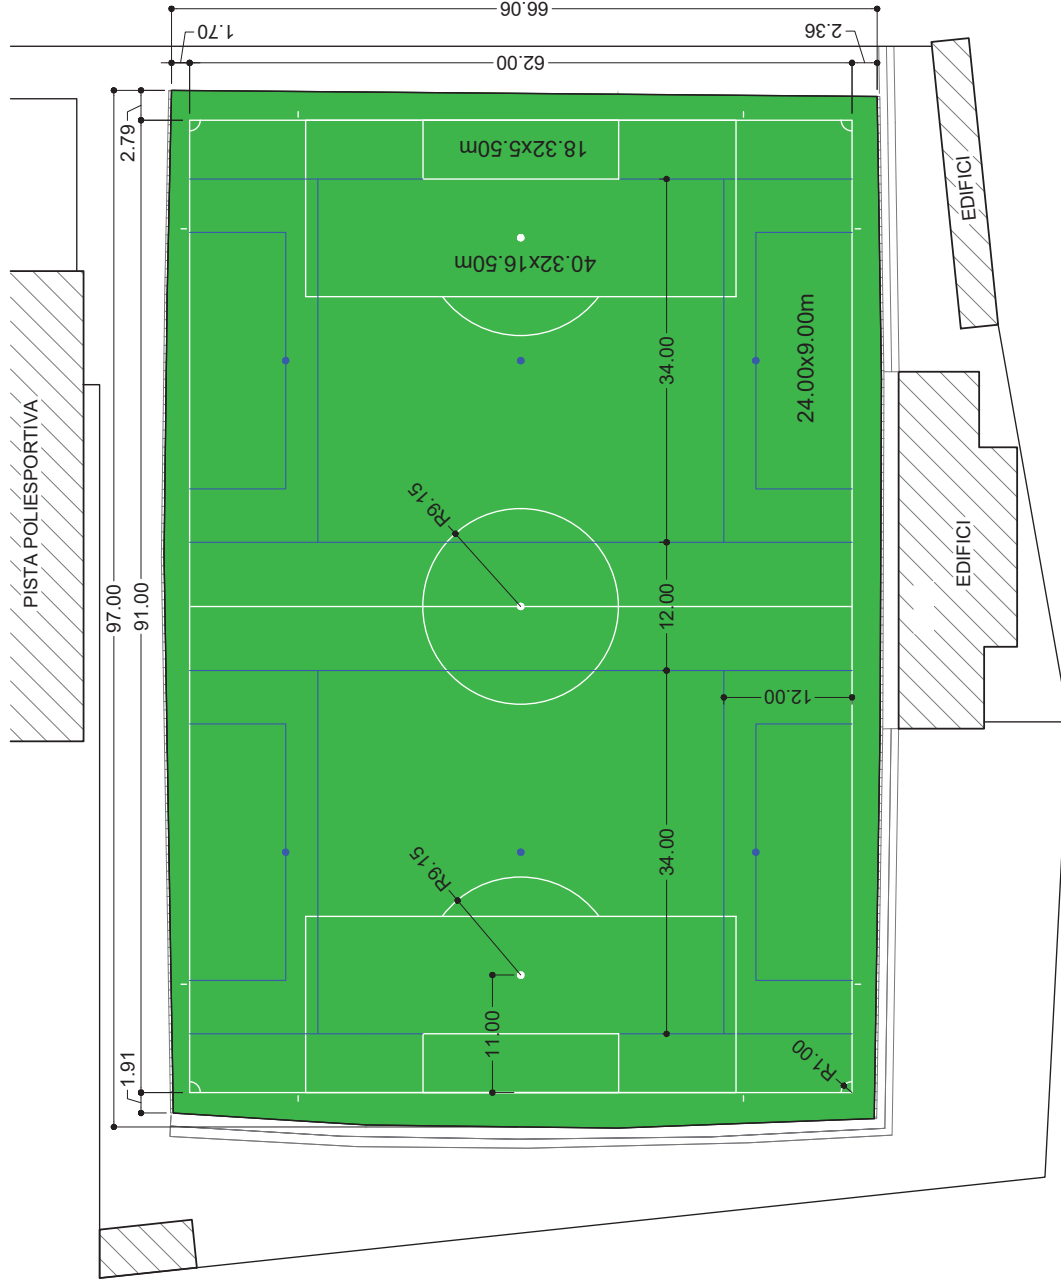 66.06
1.70
2.36
62.00
2.79
18.32x5.50m
EDIFICI
40.32x16.50m
24.00x9.00m
34.00
PISTA POLIESPORTIVA
R9.15
97.00
91.00
12.00
EDIFICI
12.00
34.00
R9.15
11.00
1.91
R1.00